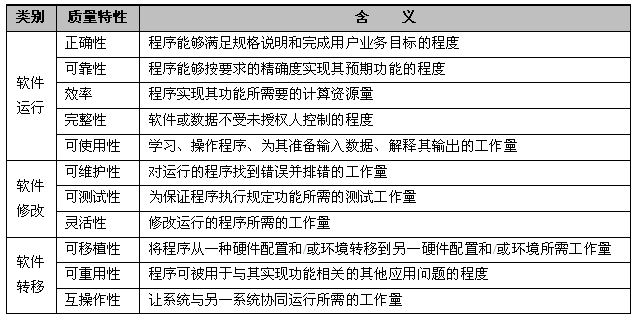 类别 质量特性 含 义
软件运行 正确性 程序能够满足规格说明和完成用户业务目标的程度
可靠性 程序能够按要求的精确度实现其预期功能的程度
效率 程序实现其功能所需要的计算资源量
完整性 软件或数据不受未授权人控制的程度
可使用性 学习、操作程序、为其准备输入数据、解释其输出的工作量
软件修改 可维护性 对运行的程序找到错误并排错的工作量
可测试性 为保证程序执行规定功能所需的测试工作量
灵活性 修改运行的程序所需的工作量
软件转移 可移植性 将程序从一种硬件配置和/或环境转移到另一硬件配置和/或环境所需工作量
可重用性 程序可被用于与其实现功能相关的其他应用问题的程度
互操作性 让系统与另一系统协同运行所需的工作量